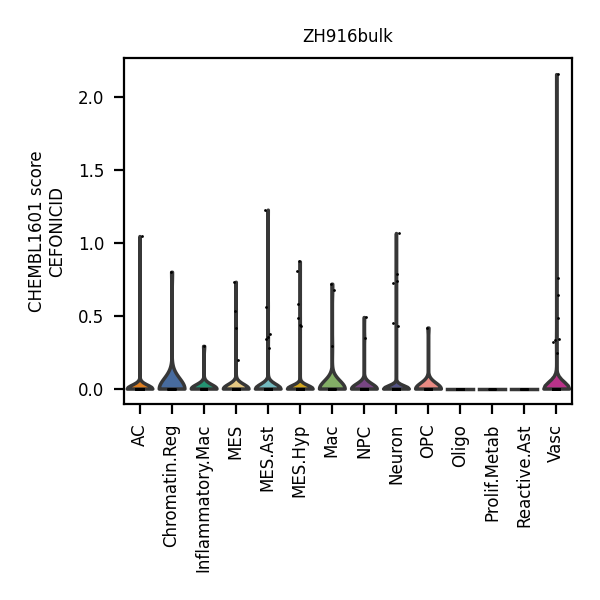 ZH916bulk
CHEMBL1601 score
CEFONICID
2.0
1.5
1.0
0.5
0.0
AC
Chromatin.Reg
Inflammatory.Mac
MES
MES.Ast
MES.Hyp
Mac
NPC
Neuron
OPC
Oligo
Prolif.Metab
Reactive.Ast
Vasc